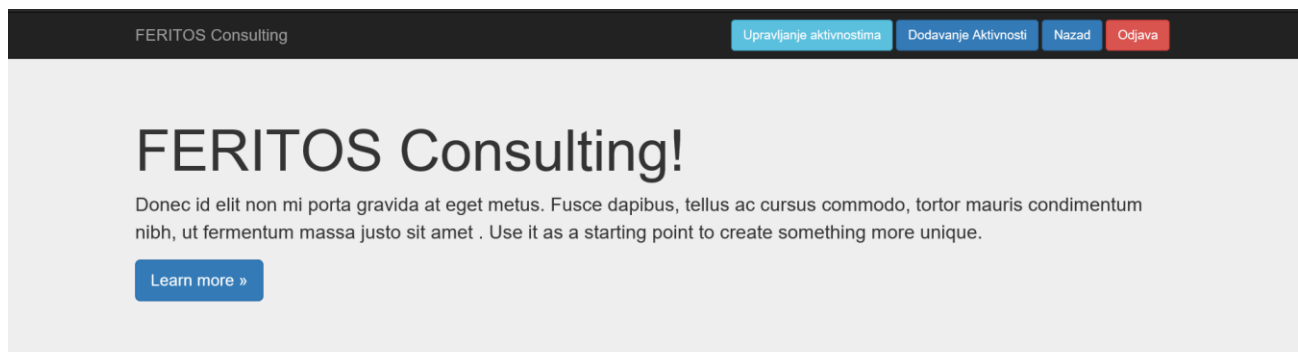 FERITOS Consulting
Upravljanje aktivnostima
Dodavanje Aktivnosti
Nazad
Odjava
FERITOS Consulting!
Donec id elit non mi porta gravida at eget metus. Fusce dapibus, tellus ac cursus commodo, tortor mauris condimentum
nibh, ut fermentum massa justo sit amet . Use it as a starting point to create something more unique.
Learn more »